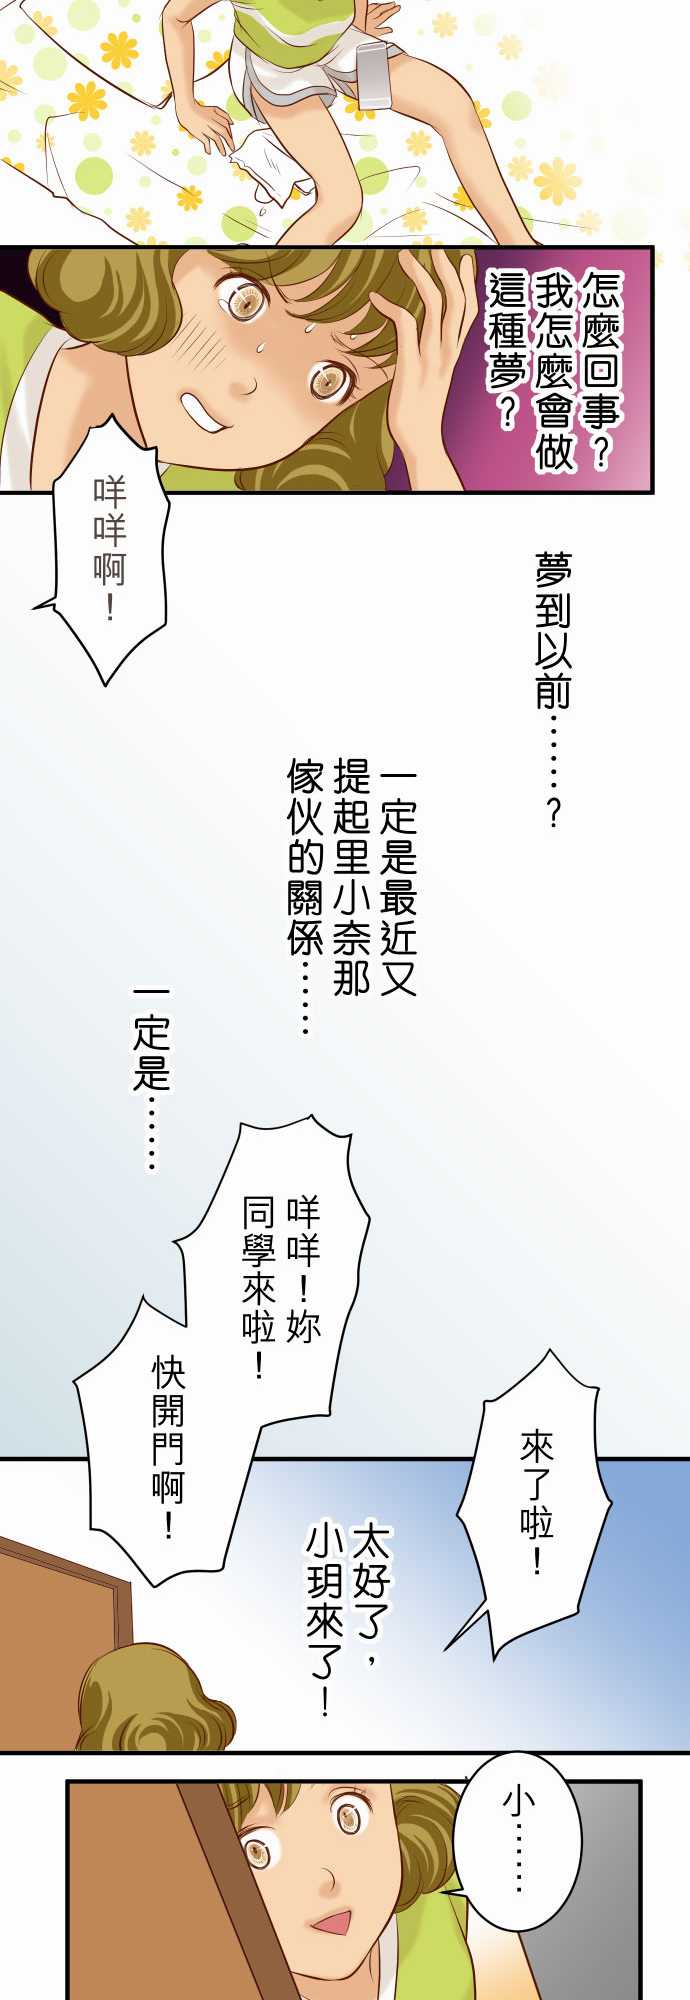 怎麼回事？
我怎麼會做
這種夢？
咩咩啊！
夢到以前……？
一定是最近又
提起里小奈那
傢伙的關係……
一定是……
咩咩！妳
同學來啦！
快開門啊！
來了啦！
太好了，
小玥來了！
小……